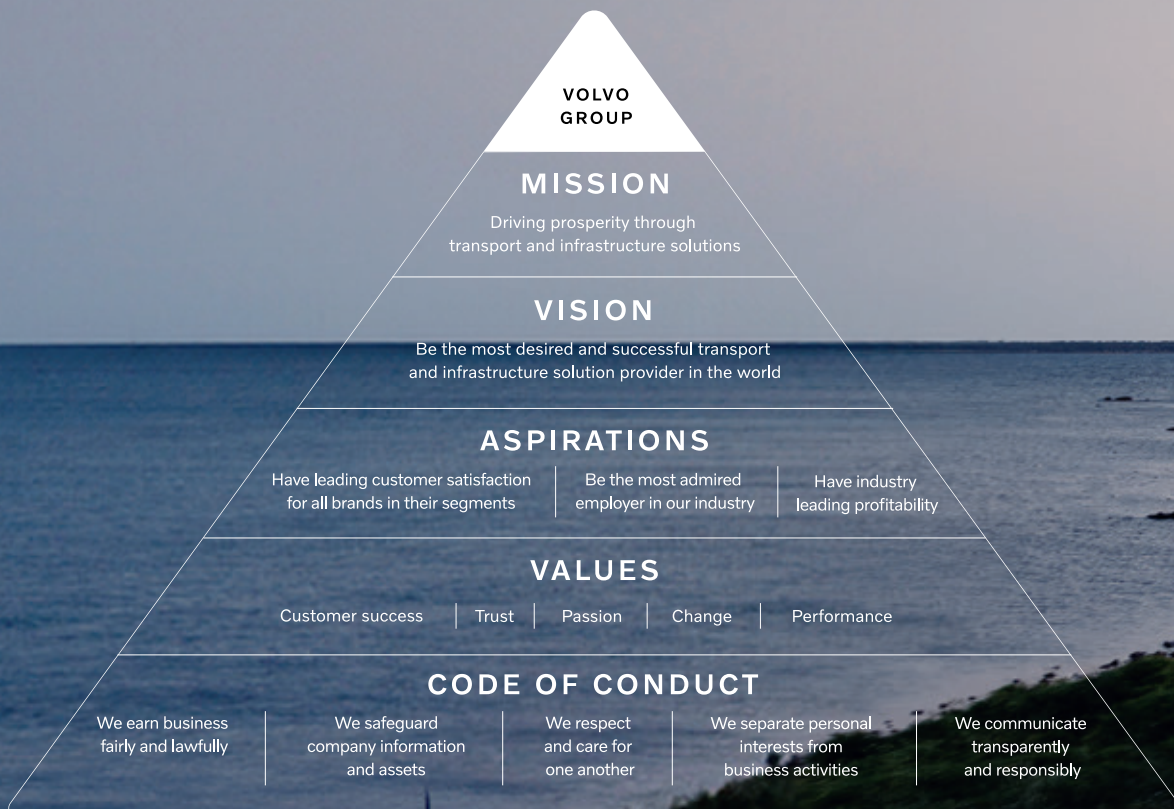 VOLVO
GROUP
MISSION
Driving prosperity through
transport and infrastructure solutions
VISION
Be the most desired and successful transport
and infrastructure solution provider in the world
ASPIRATIONS
Have leading customer satisfaction
for all brands in their segments
Be the most admired
employer in our industry
Have industry
leading profitability
VALUES
Customer success
Trust
Passion
Change
Performance
CODE OF CONDUCT
We earn business
fairly and lawfully
We safeguard
company information
and assets
We respect
and care for
one another
We separate personal
interests from
business activities
We communicate
transparently
and responsibly